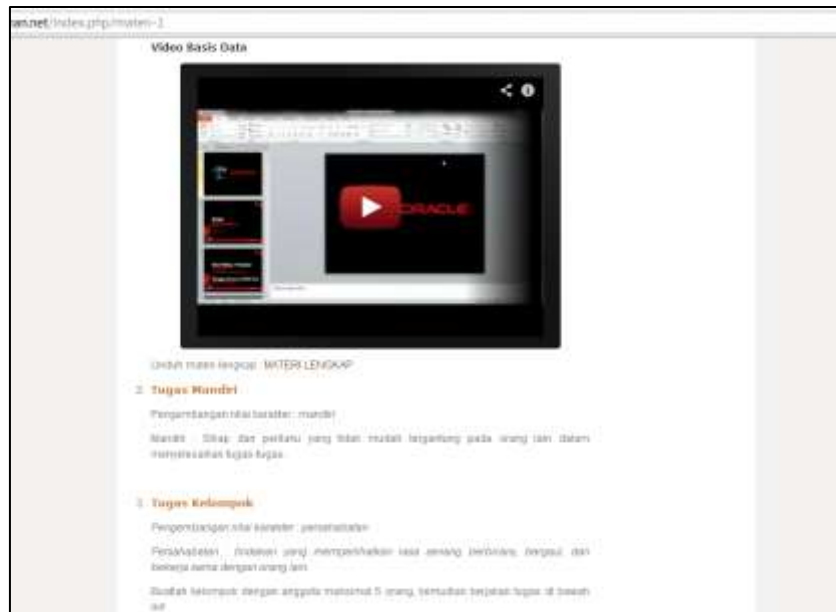 an.net/index.php/materi-1
Video Basis Data
ORACLE
Unduh materi lengkap : MATERI LENGKAP
2. Tugas Mandiri
Pengembangan nilai karakter : mandiri
Mandiri : Sikap dan perilaku yang tidak mudah tergantung pada orang lain dalam
menyelesaikan tugas-tugas.
3. Tugas Kelompok
Pengembangan nilai karakter : persahabatan
Persahabatan : tindakan yang memperlihatkan rasa senang berbicara, bergaul, dan
bekerja sama dengan orang lain
Buatlah kelompok dengan anggota maksimal 5 orang, kemudian kerjakan tugas di bawah
ini!